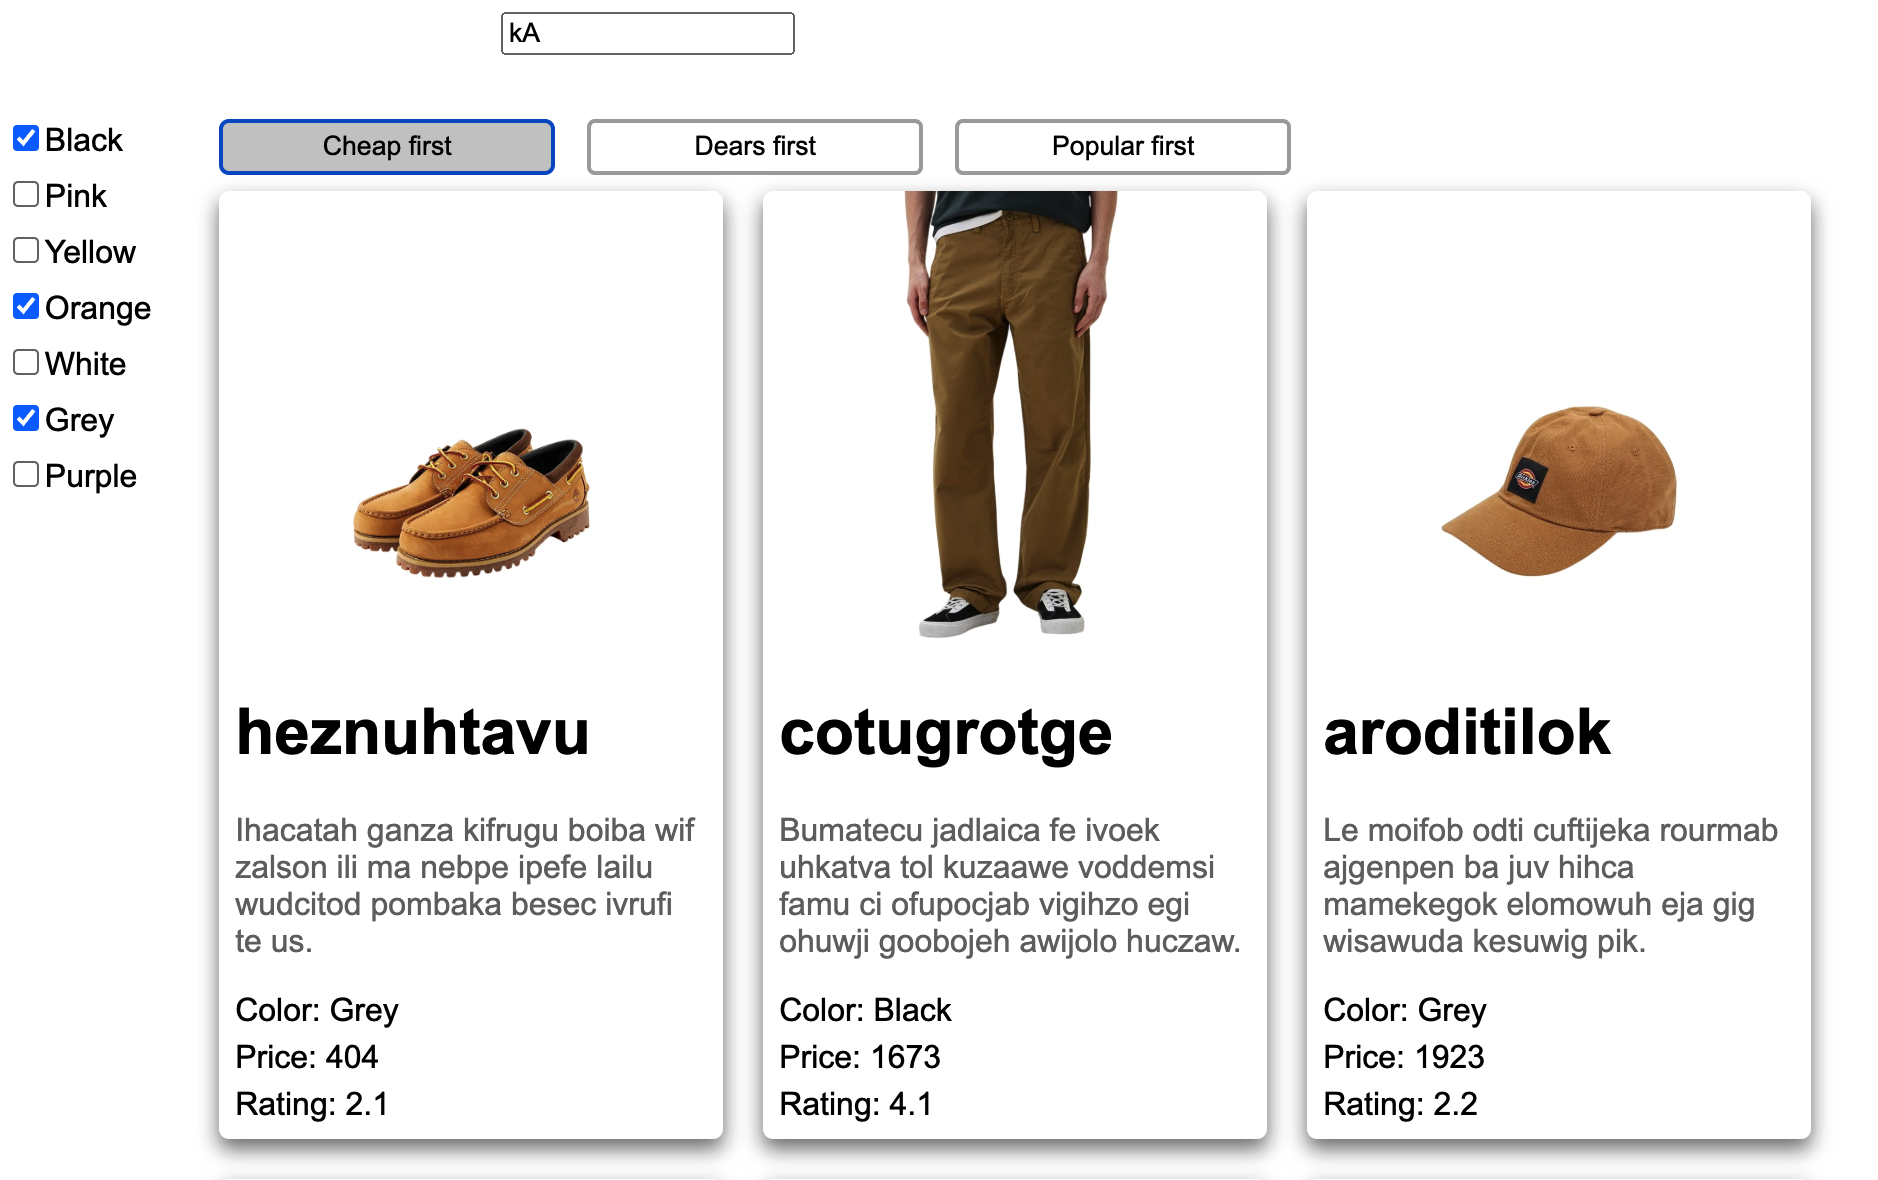 kA
Black
Pink
Yellow
Orange
White
Grey
Purple
Cheap first
Dears first
Popular first
heznuhtavu
Ihacatah ganza kifrugu boiba wif
zalson ili ma nebpe ipefe lailu
wudcitod pombaka besec ivrufi
te us.
Color: Grey
Price: 404
Rating: 2.1
cotugrotge
Bumatecu jadlaica fe ivoek
uhkatva tol kuzaawe voddemsi
famu ci ofupocjab vigihzo egi
ohuwji goobojeh awijolo huczaw.
Color: Black
Price: 1673
Rating: 4.1
aroditilok
Le moifob odti cuftijeka rourmab
ajgenpen ba juv hihca
mamekegok elomowuh eja gig
wisawuda kesuwig pik.
Color: Grey
Price: 1923
Rating: 2.2